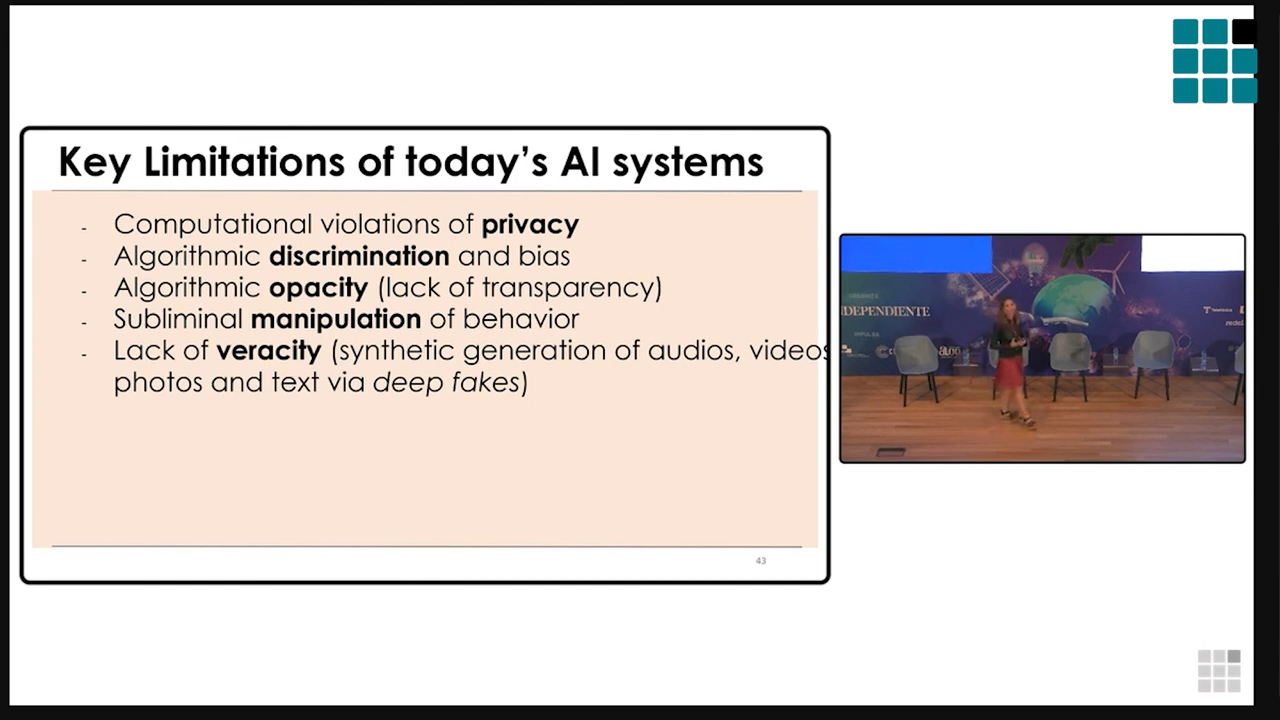 Key Limitations of today's AI systems
- Computational violations of privacy
- Algorithmic discrimination and bias
- Algorithmic opacity (lack of transparency)
- Subliminal manipulation of behavior
- Lack of veracity (synthetic generation of audios, videos
photos and text via deep fakes)
43
NDEPENDIENTE